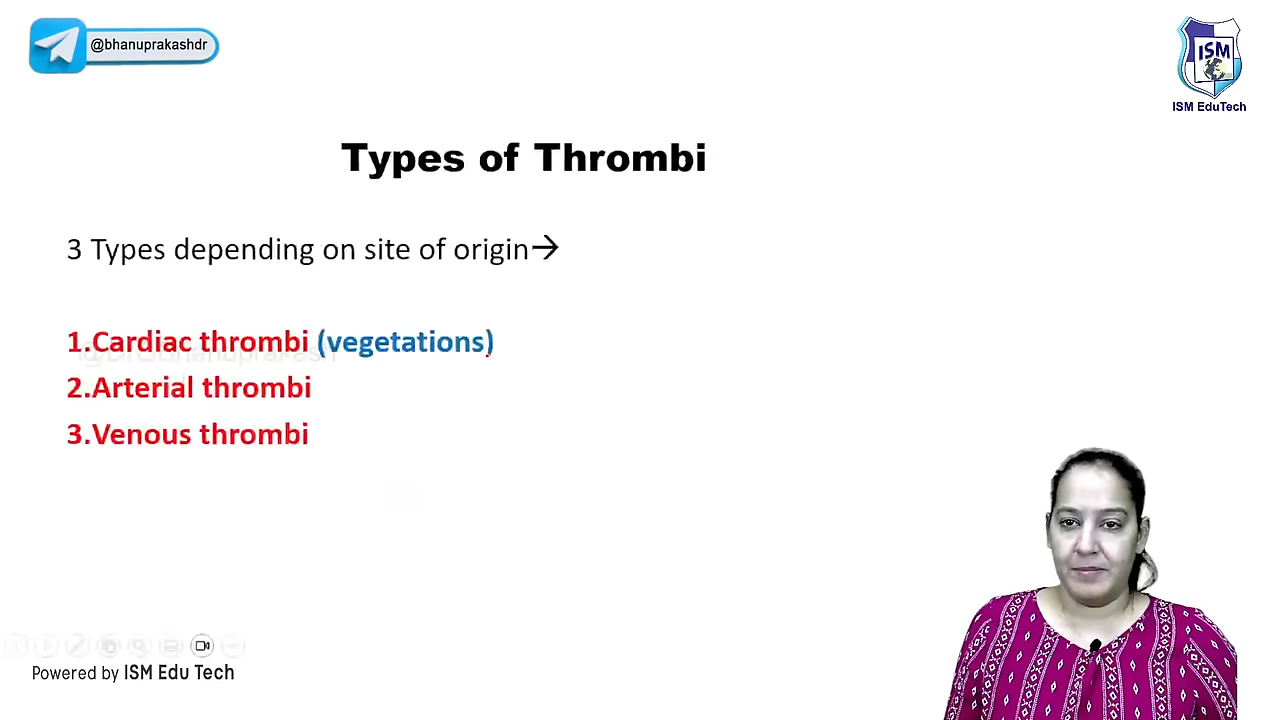 @bhanuprakashdr
ISM
ISM EduTech
Types of Thrombi
3 Types depending on site of origin→
1.Cardiac thrombi (vegetations)
2.Arterial thrombi
3.Venous thrombi
Powered by ISM Edu Tech